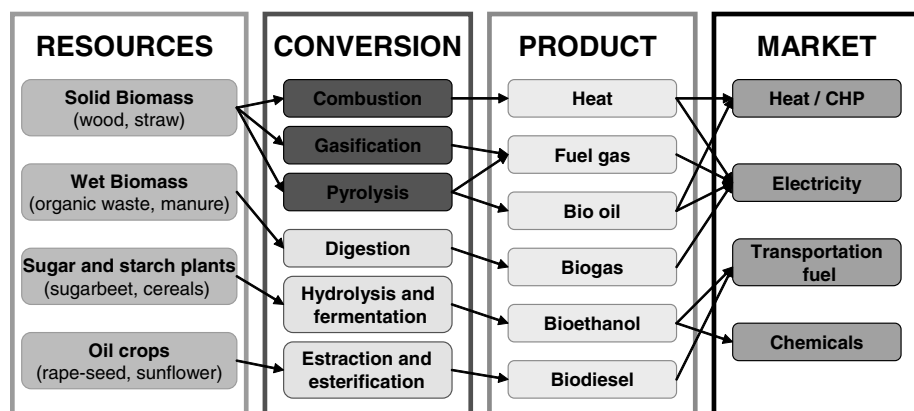 RESOURCES
Solid Biomass
(wood, straw)
Wet Biomass
(organic waste, manure)
Sugar and starch plants
(sugarbeet, cereals)
Oil crops
(rape-seed, sunflower)
CONVERSION
Combustion
Gasification
Pyrolysis
Digestion
Hydrolysis and
fermentation
Estraction and
esterification
PRODUCT
Heat
Fuel gas
Bio oil
Biogas
Bioethanol
Biodiesel
MARKET
Heat / CHP
Electricity
Transportation
fuel
Chemicals